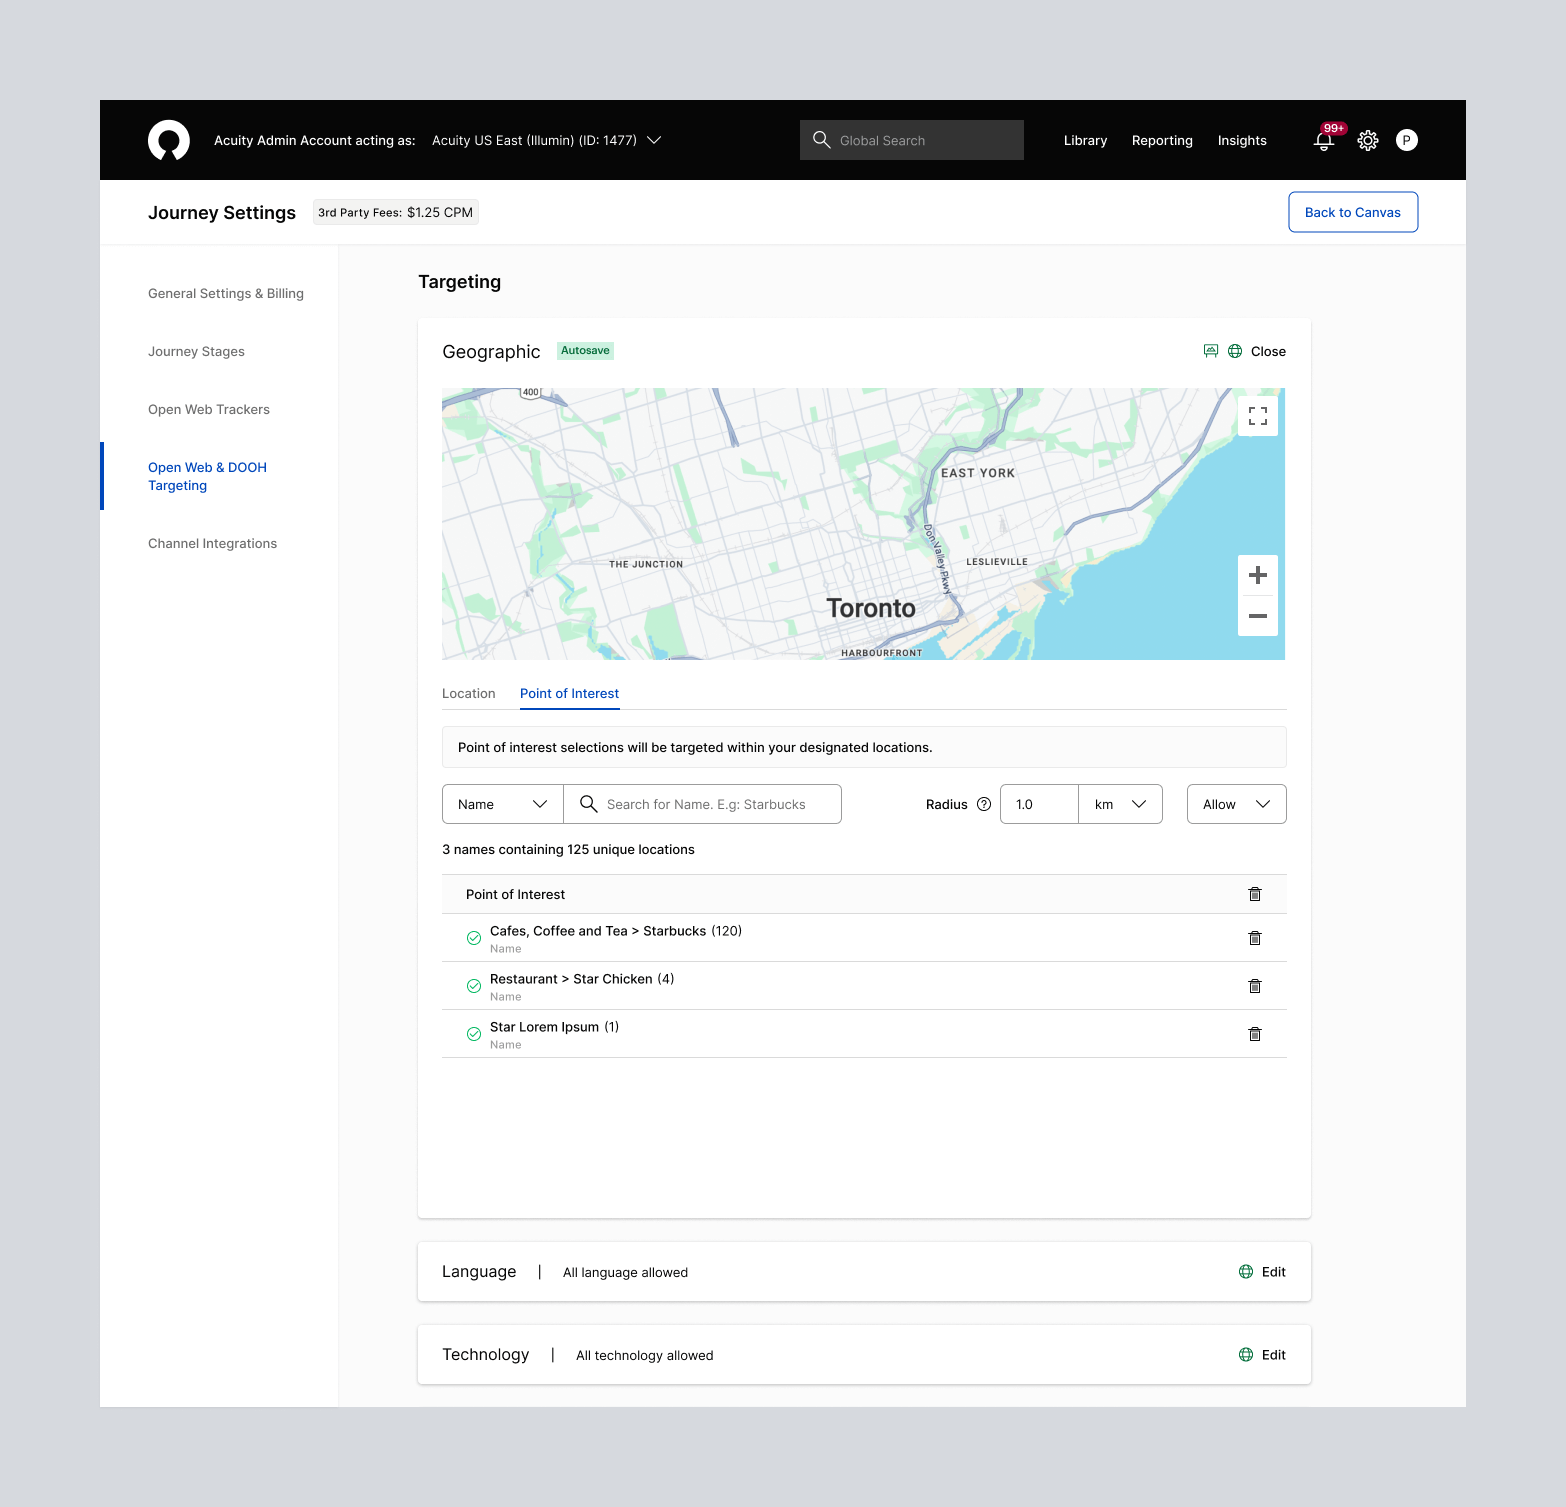 Acuity Admin Account acting as: Acuity US East (Illumin) (ID: 1477)
Global Search
Library Reporting Insights
99+
P
Journey Settings
3rd Party Fees: $1.25 CPM
Back to Canvas
General Settings & Billing
Journey Stages
Open Web Trackers
Open Web & DOOH
Targeting
Channel Integrations
Targeting
Geographic
Autosave
Close
400
EAST YORK
Don Valley Pkwy
THE JUNCTION
LESLIEVILLE
Toronto
HARBOURFRONT
Location Point of Interest
Point of interest selections will be targeted within your designated locations.
Name
Search for Name. E.g: Starbucks
Radius ? 1.0 km Allow
3 names containing 125 unique locations
Point of Interest
Cafes, Coffee and Tea > Starbucks (120)
Name
Restaurant > Star Chicken (4)
Name
Star Lorem Ipsum (1)
Name
Language | All language allowed
Edit
Technology | All technology allowed
Edit